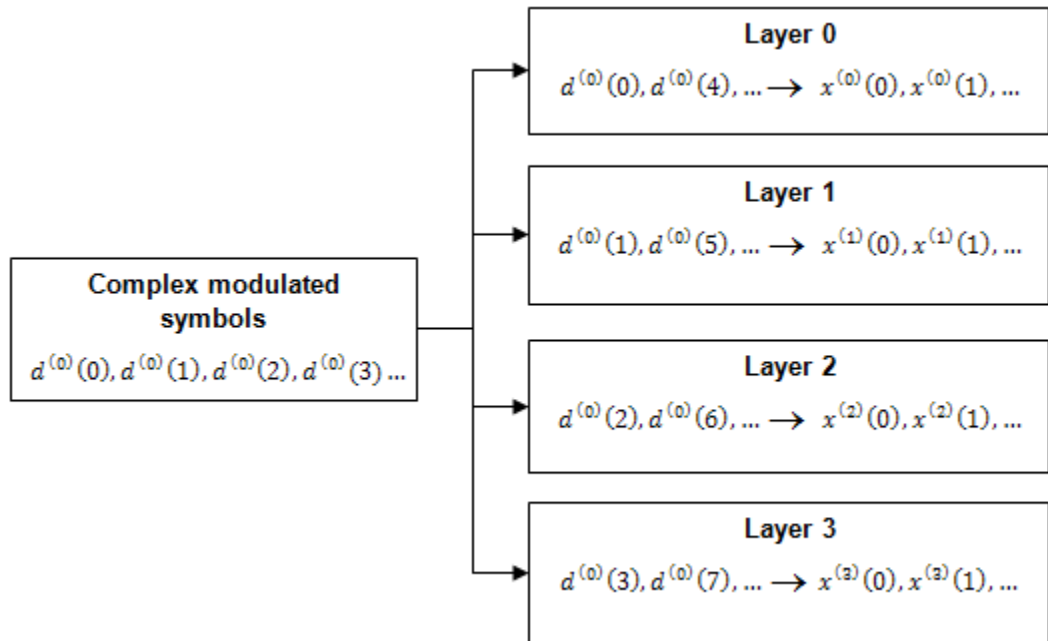 Layer 0
d⁽⁰⁾(0), d⁽⁰⁾(4), ... → x⁽⁰⁾(0), x⁽⁰⁾(1), ...
Layer 1
d⁽⁰⁾(1), d⁽⁰⁾(5), ... → x⁽¹⁾(0), x⁽¹⁾(1), ...
Complex modulated
symbols
d⁽⁰⁾(0), d⁽⁰⁾(1), d⁽⁰⁾(2), d⁽⁰⁾(3) ...
Layer 2
d⁽⁰⁾(2), d⁽⁰⁾(6), ... → x⁽²⁾(0), x⁽²⁾(1), ...
Layer 3
d⁽⁰⁾(3), d⁽⁰⁾(7), ... → x⁽³⁾(0), x⁽³⁾(1), ...